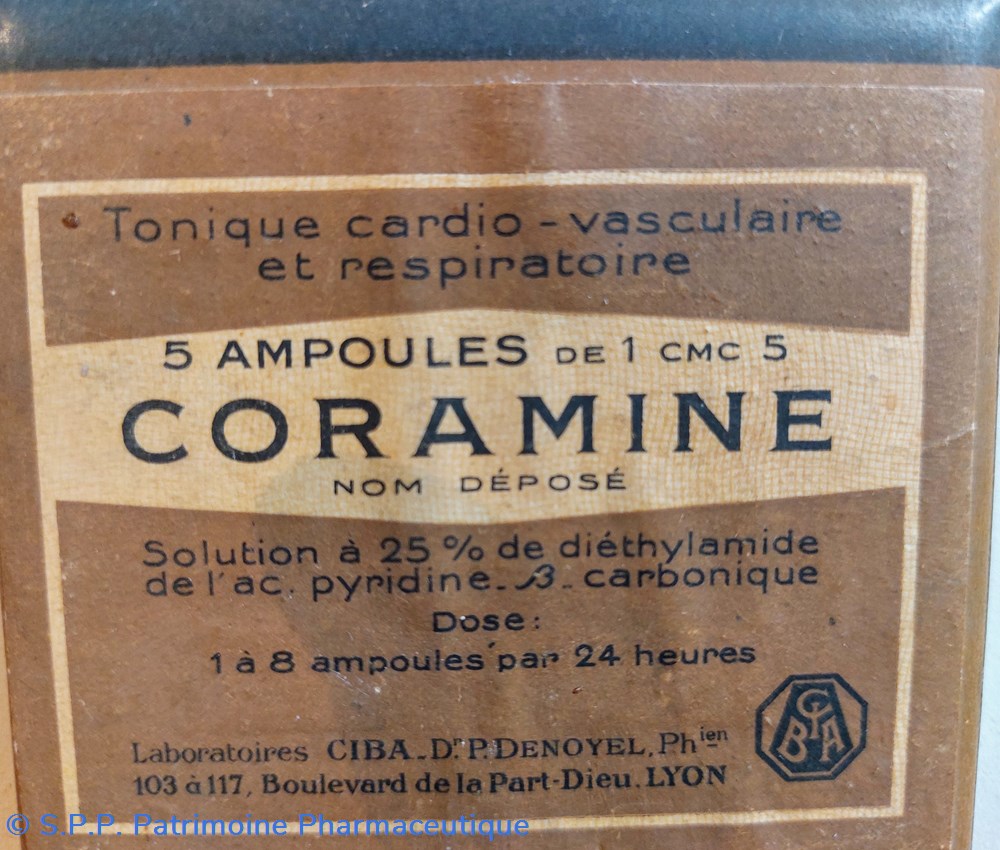 Tonique cardio-vasculaire
et respiratoire
5 AMPOULES DE 1 CMC 5
CORAMINE
NOM DÉPOSÉ
Solution à 25 % de diéthylamide
de l'ac. pyridine-β-carbonique
Dose:
1 à 8 ampoules par 24 heures
Laboratoires CIBA_Dr P. DENOYEL, Phien
103 à 117, Boulevard de la Part-Dieu. LYON
CIBA
© S.P.P. Patrimoine Pharmaceutique